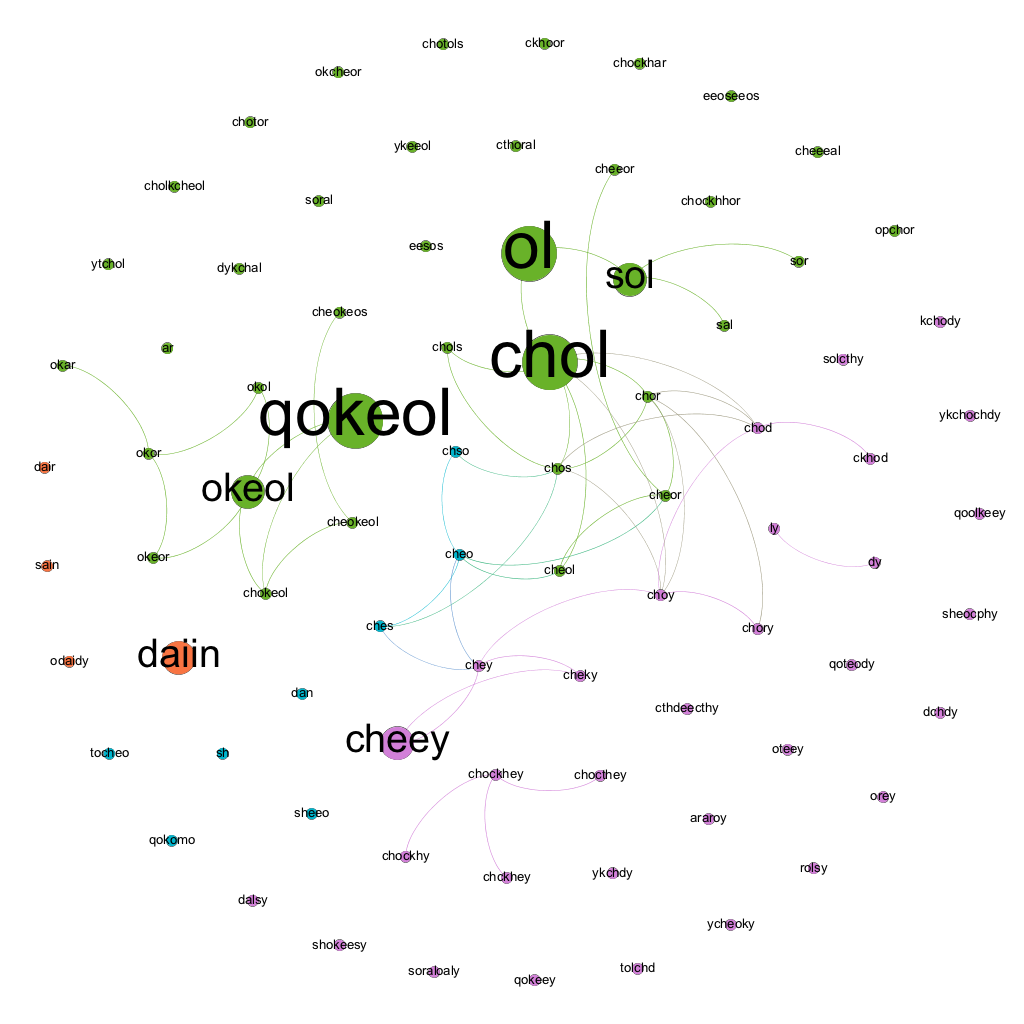 chotols
ckhoor
chockhar
okcheor
eeoseeos
chotor
ykeeol
cthoral
cheeeal
cheeor
cholkcheol
soral
chockhhor
opchor
eesos
ol
sor
ytchol
dykchal
sol
cheokeos
sal
kchody
ar
chols
chol
solcthy
okar
okol
chor
qokeol
ykchochdy
chod
okor
chso
ckhod
dair
chos
okeol
cheor
qoolkeey
cheokeol
ly
okeor
cheo
dy
sain
cheol
chokeol
choy
sheocphy
ches
chory
odaidy
daiin
chey
cheky
qoteody
dan
cthdeecthy
dchdy
tocheo
sh
cheey
oteey
chockhey
chocthey
orey
sheeo
araroy
qokomo
chockhy
chckhey
ykchdy
rolsy
daisy
shokeesy
ycheoky
soraloaly
qokeey
tolchd